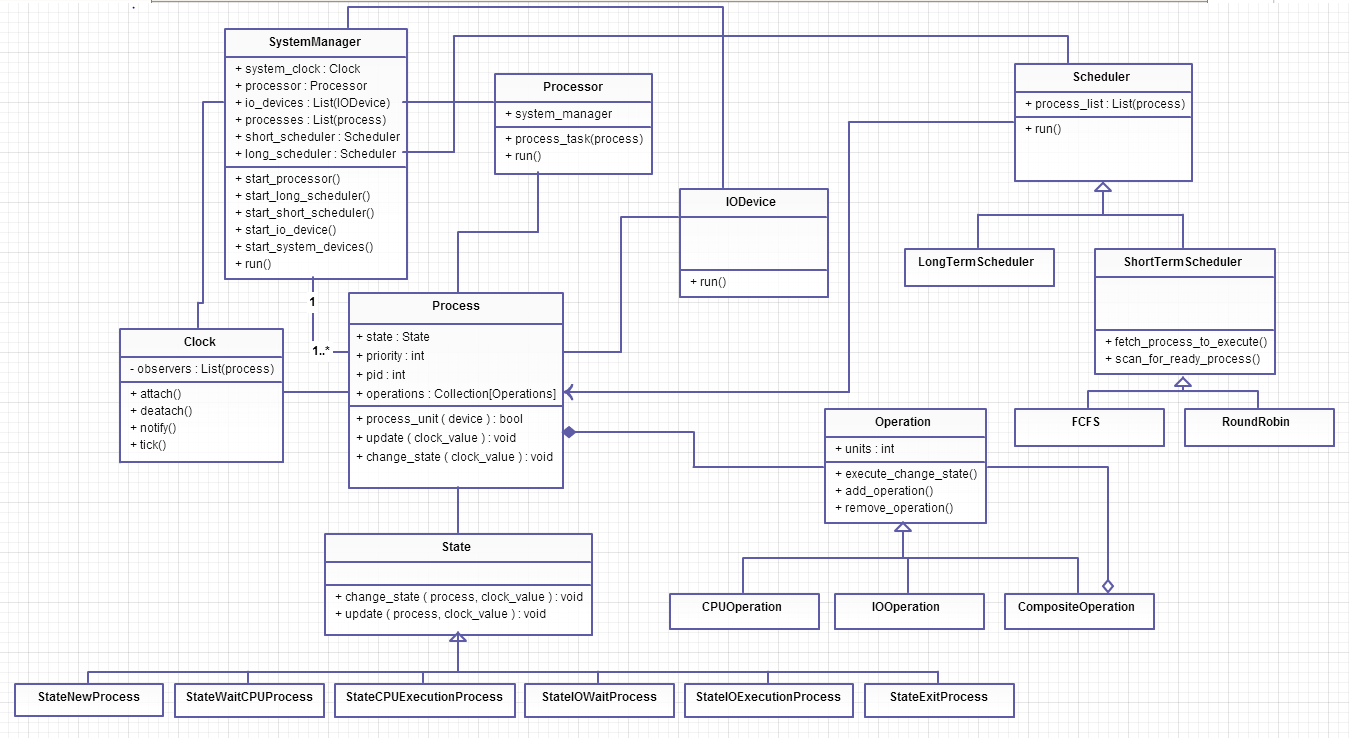 SystemManager
+ system_clock : Clock
+ processor : Processor
+ io_devices : List(IODevice)
+ processes : List(process)
+ short_scheduler : Scheduler
+ long_scheduler : Scheduler
+ start_processor()
+ start_long_scheduler()
+ start_short_scheduler()
+ start_io_device()
+ start_system_devices()
+ run()
Processor
+ system_manager
+ process_task(process)
+ run()
Scheduler
+ process_list : List(process)
+ run()
IODevice
+ run()
LongTermScheduler
ShortTermScheduler
+ fetch_process_to_execute()
+ scan_for_ready_process()
1
1..*
Clock
- observers : List(process)
+ attach()
+ deatach()
+ notify()
+ tick()
Process
+ state : State
+ priority : int
+ pid : int
+ operations : Collection[Operations]
+ process_unit ( device ) : bool
+ update ( clock_value ) : void
+ change_state ( clock_value ) : void
FCFS
RoundRobin
Operation
+ units : int
+ execute_change_state()
+ add_operation()
+ remove_operation()
State
+ change_state ( process, clock_value ) : void
+ update ( process, clock_value ) : void
CPUOperation
IOOperation
CompositeOperation
StateNewProcess
StateWaitCPUProcess
StateCPUExecutionProcess
StateIOWaitProcess
StateIOExecutionProcess
StateExitProcess